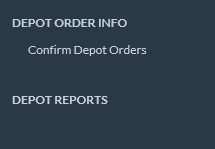 DEPOT ORDER INFO
Confirm Depot Orders
DEPOT REPORTS